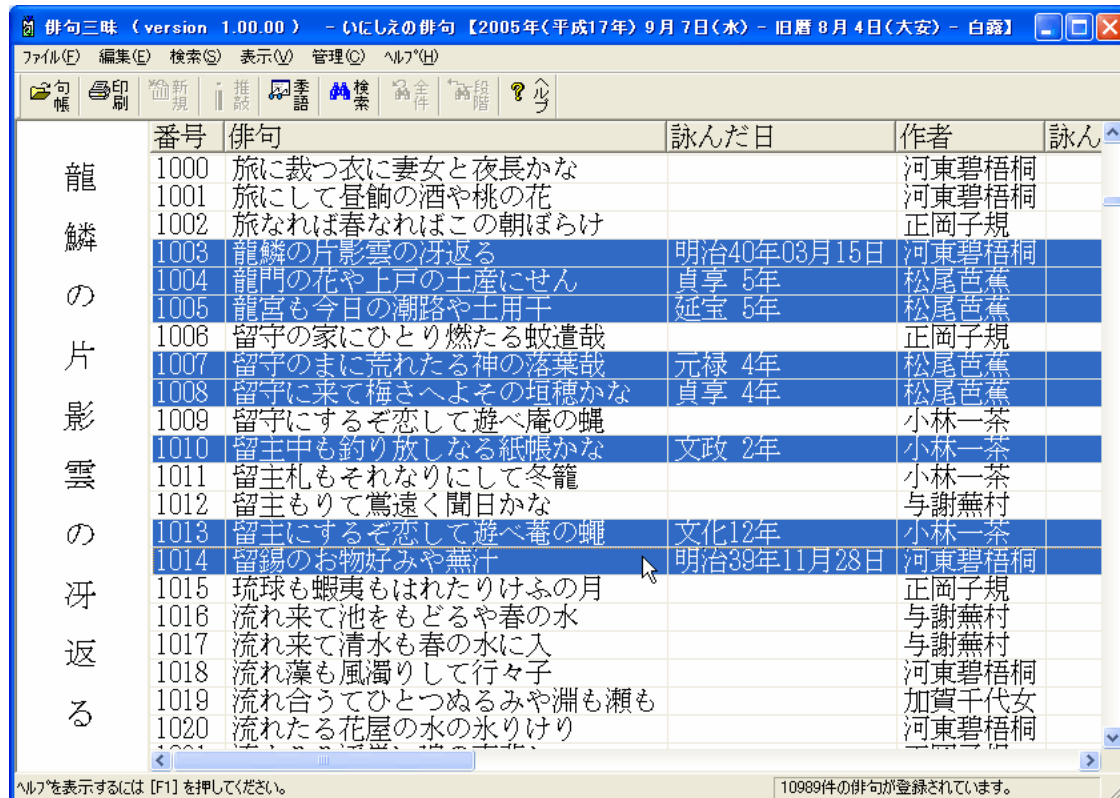 俳句三昧 (version 1.00.00) - いにしえの俳句 【2005年(平成17年) 9月 7日(水) - 旧暦 8月 4日(大安) - 白露】
ファイル(F) 編集(E) 検索(S) 表示(V) 管理(C) ヘルプ(H)
句帳 印刷 新規 推敲 季語 検索 全件 段階 ヘルプ
龍鱗の片影雲の冴返る
番号 俳句 詠んだ日 作者 詠ん
1000 旅に裁つ衣に妻女と夜長かな 河東碧梧桐
1001 旅にして昼餉の酒や桃の花 河東碧梧桐
1002 旅なれば春なればこの朝ぼらけ 正岡子規
1003 龍鱗の片影雲の冴返る 明治40年03月15日 河東碧梧桐
1004 龍門の花や上戸の土産にせん 貞享 5年 松尾芭蕉
1005 龍宮も今日の潮路や土用干 延宝 5年 松尾芭蕉
1006 留守の家にひとり燃たる蚊遣哉 正岡子規
1007 留守のまに荒れたる神の落葉哉 元禄 4年 松尾芭蕉
1008 留守に来て梅さへよその垣穂かな 貞享 4年 松尾芭蕉
1009 留守にするぞ恋して遊べ庵の蝿 小林一茶
1010 留主中も釣り放しなる紙帳かな 文政 2年 小林一茶
1011 留主札もそれなりにして冬籠 小林一茶
1012 留主もりて鴬遠く聞日かな 与謝蕪村
1013 留主にするぞ恋して遊べ菴の蠅 文化12年 小林一茶
1014 留錫のお物好みや蕪汁 明治39年11月28日 河東碧梧桐
1015 琉球も蝦夷もはれたりけふの月 正岡子規
1016 流れ来て池をもどるや春の水 与謝蕪村
1017 流れ来て清水も春の水に入 与謝蕪村
1018 流れ藻も風濁りして行々子 河東碧梧桐
1019 流れ合うてひとつぬるみや淵も瀬も 加賀千代女
1020 流れたる花屋の水の氷りけり 河東碧梧桐
ヘルプを表示するには [F1] を押してください。 10989件の俳句が登録されています。